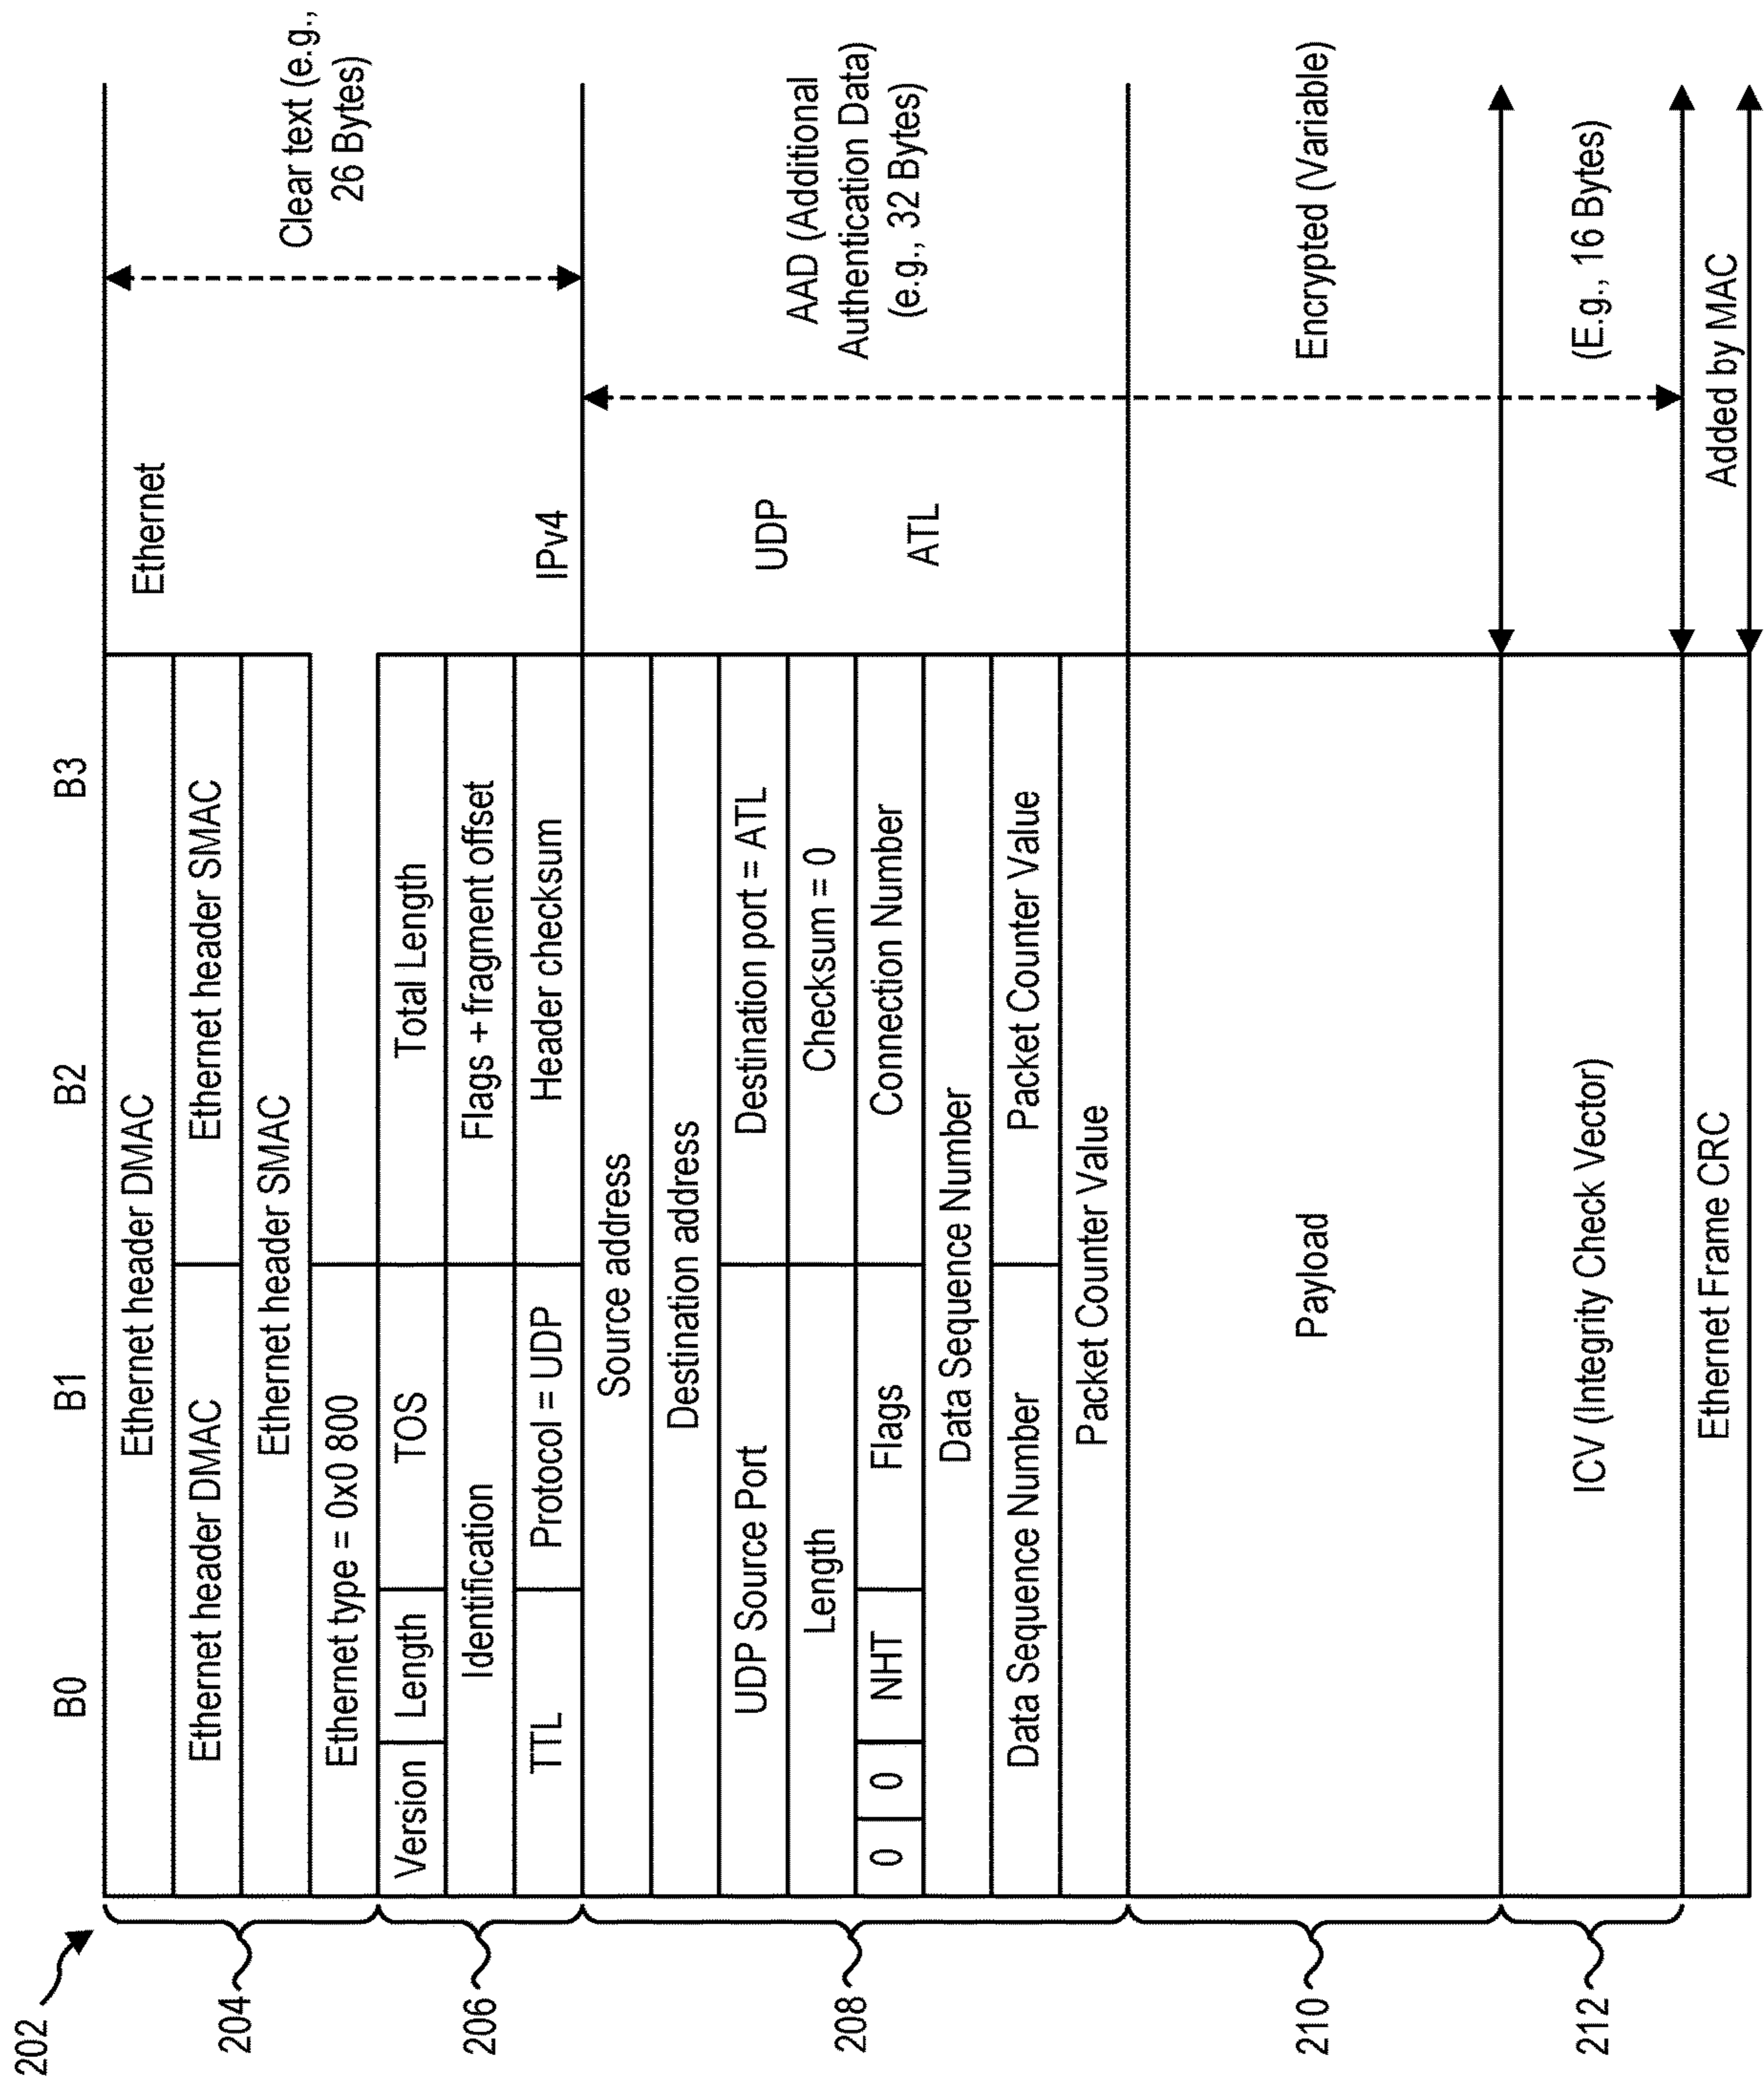 202
B0
B1
B2
B3
Ethernet header DMAC
Ethernet header DMAC
Ethernet header SMAC
Ethernet header SMAC
Ethernet type = 0x0 800
Version
Length
TOS
Total Length
Identification
Flags + fragment offset
TTL
Protocol = UDP
Header checksum
Source address
Destination address
UDP Source Port
Destination port = ATL
Length
Checksum = 0
0
0
NHT
Flags
Connection Number
Data Sequence Number
Data Sequence Number
Packet Counter Value
Packet Counter Value
Payload
ICV (Integrity Check Vector)
Ethernet Frame CRC
204
206
208
210
212
Ethernet
IPv4
UDP
ATL
Clear text (e.g.,
26 Bytes)
AAD (Additional
Authentication Data)
(e.g., 32 Bytes)
Encrypted (Variable)
(E.g., 16 Bytes)
Added by MAC